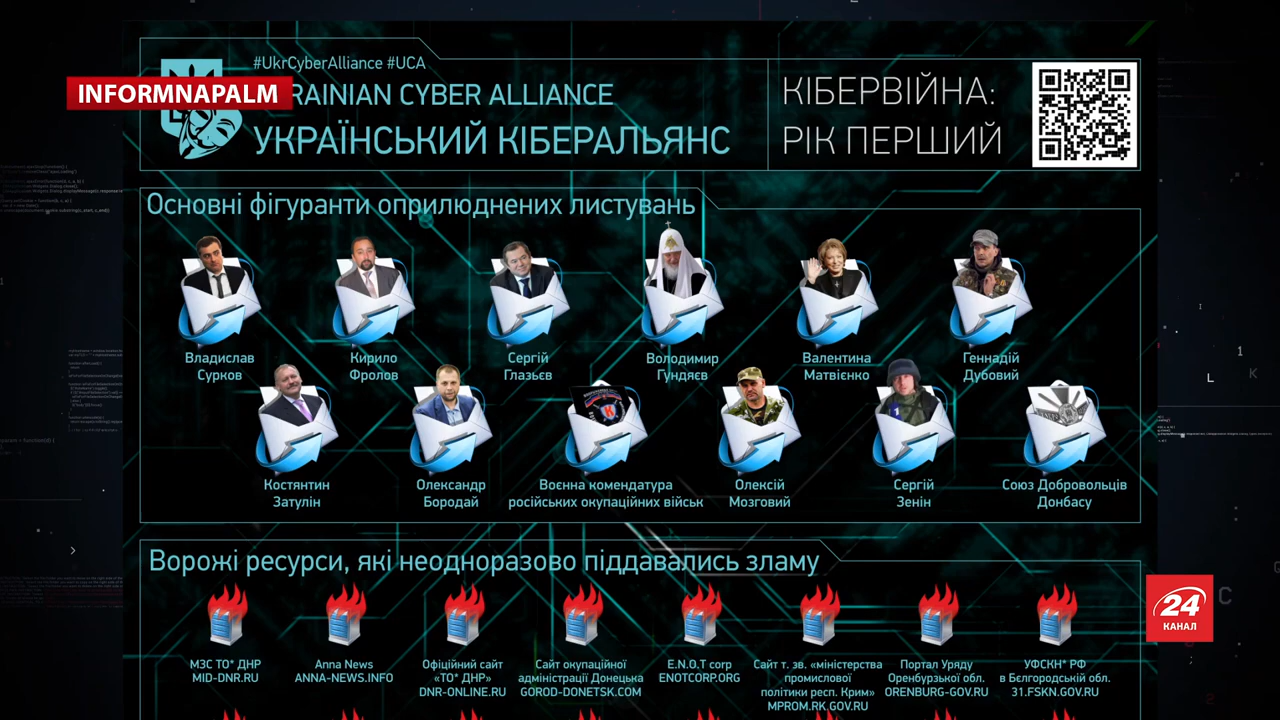 #UkrCyberAlliance #UCA
INFORMNAPALM
RAINIAN CYBER ALLIANCE
УКРАЇНСЬКИЙ КІБЕРАЛЬЯНС
КІБЕРВІЙНА:
РІК ПЕРШИЙ
Основні фігуранти оприлюднених листувань
Владислав
Сурков
Кирило
Фролов
Сергій
Глазьєв
Володимир
Гундяєв
Валентина
Матвієнко
Геннадій
Дубовий
Костянтин
Затулін
Олександр
Бородай
Воєнна комендатура
російських окупаційних військ
Олексій
Мозговий
Сергій
Зенін
Союз Добровольців
Донбасу
Ворожі ресурси, які неодноразово піддавались зламу
МЗС ТО* ДНР
MID-DNR.RU
Anna News
ANNA-NEWS.INFO
Офіційний сайт
«ТО* ДНР»
DNR-ONLINE.RU
Сайт окупаційної
адміністрації Донецька
GOROD-DONETSK.COM
E.N.O.T corp
ENOTCORP.ORG
Сайт т. зв. «міністерства
промислової
політики респ. Крим»
MPROM.RK.GOV.RU
Портал Уряду
Оренбурзької обл.
ORENBURG-GOV.RU
УФСКН* РФ
в Бєлгородській обл.
31.FSKN.GOV.RU
24
КАНАЛ